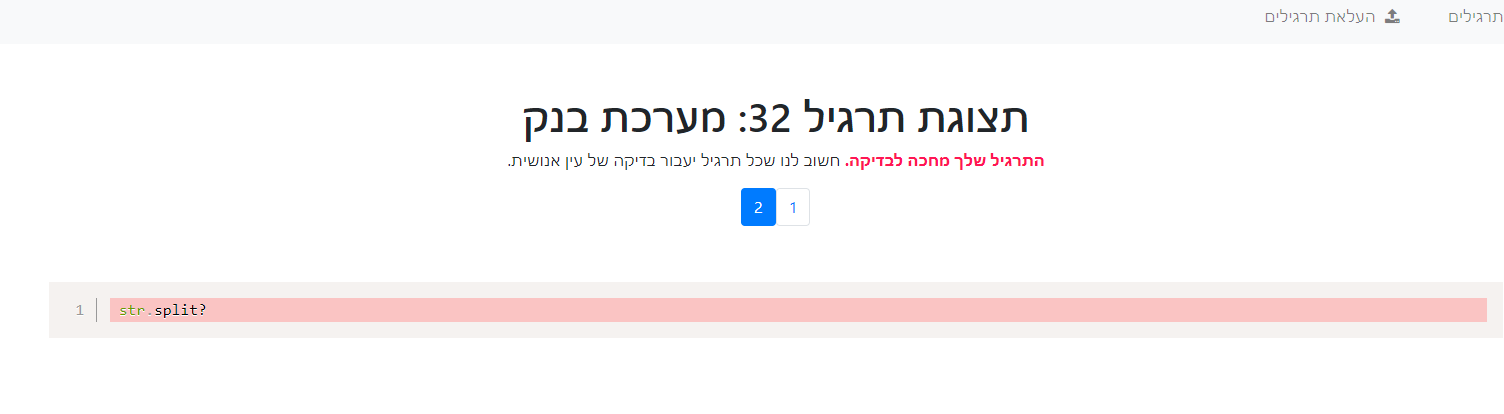 תרגילים
העלאת תרגילים
תצוגת תרגיל 32: מערכת בנק
התרגיל שלך מחכה לבדיקה. חשוב לנו שכל תרגיל יעבור בדיקה של עין אנושית.
1 2
1 str.split?